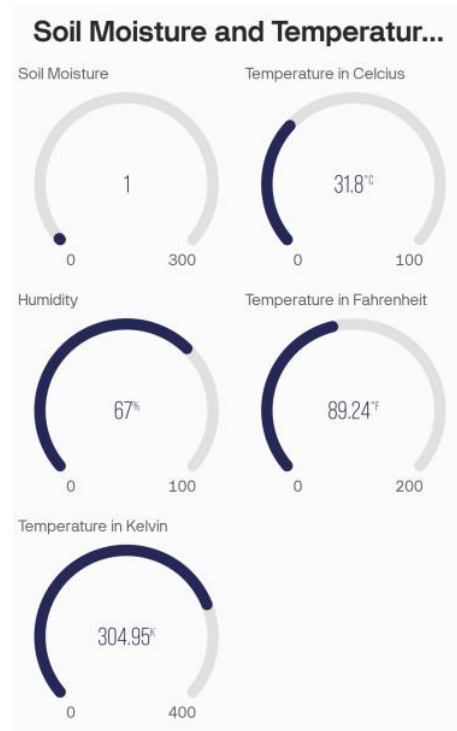 Soil Moisture and Temperatur...
Soil Moisture
1
0 300
Temperature in Celcius
31.8°C
0 100
Humidity
67%
0 100
Temperature in Fahrenheit
89.24°F
0 200
Temperature in Kelvin
304.95K
0 400